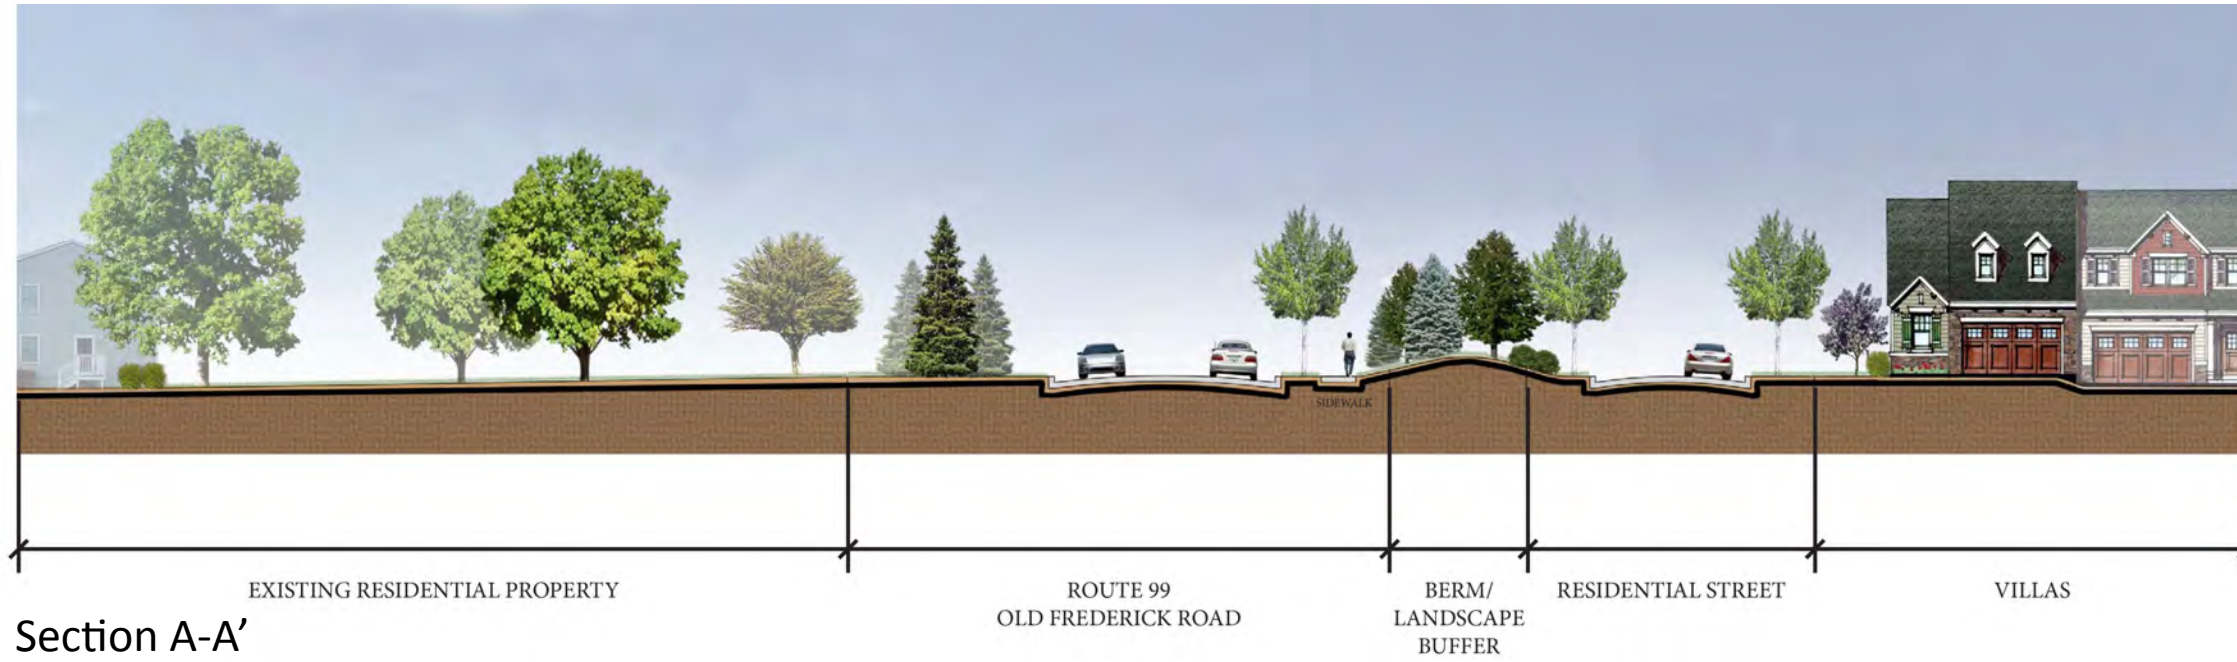 SIDEWALK
EXISTING RESIDENTIAL PROPERTY
ROUTE 99
OLD FREDERICK ROAD
BERM/
LANDSCAPE
BUFFER
RESIDENTIAL STREET
VILLAS
Section A-A’